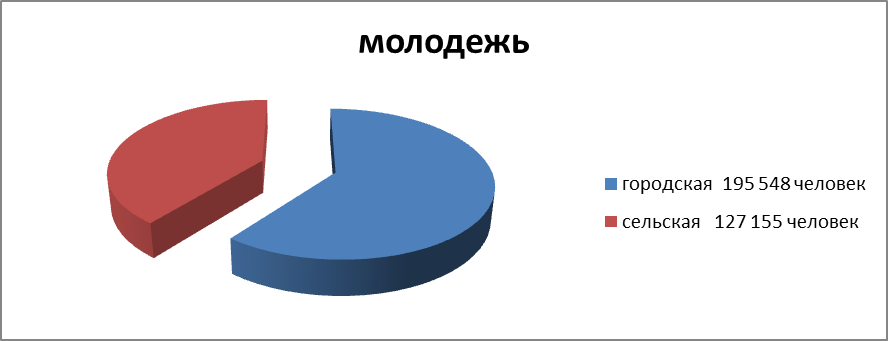 молодежь
городская 195 548 человек
сельская 127 155 человек